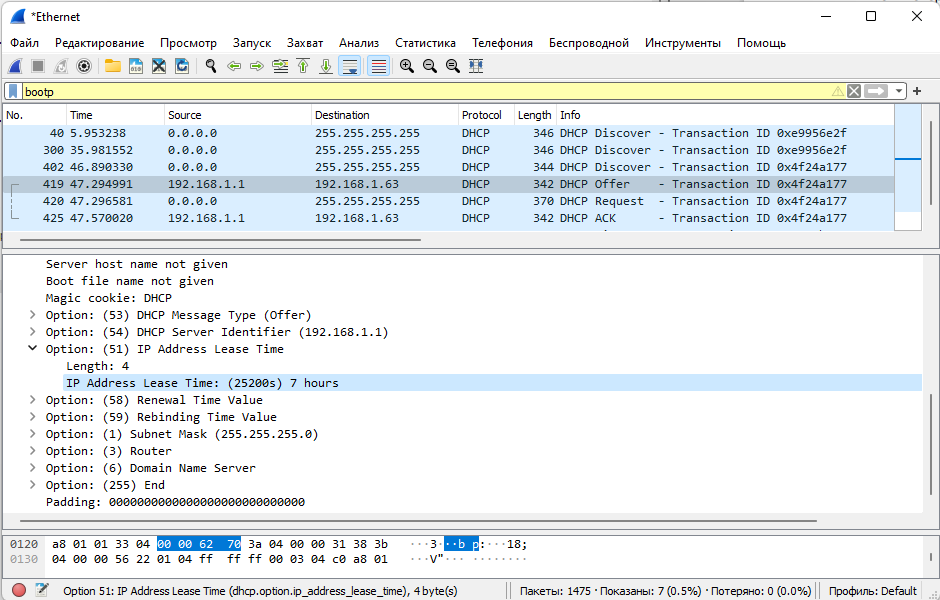 *Ethernet
Файл Редактирование Просмотр Запуск Захват Анализ Статистика Телефония Беспроводной Инструменты Помощь
bootp
No. Time Source Destination Protocol Length Info
40 5.953238 0.0.0.0 255.255.255.255 DHCP 346 DHCP Discover - Transaction ID 0xe9956e2f
300 35.981552 0.0.0.0 255.255.255.255 DHCP 346 DHCP Discover - Transaction ID 0xe9956e2f
402 46.890330 0.0.0.0 255.255.255.255 DHCP 344 DHCP Discover - Transaction ID 0x4f24a177
419 47.294991 192.168.1.1 192.168.1.63 DHCP 342 DHCP Offer - Transaction ID 0x4f24a177
420 47.296581 0.0.0.0 255.255.255.255 DHCP 370 DHCP Request - Transaction ID 0x4f24a177
425 47.570020 192.168.1.1 192.168.1.63 DHCP 342 DHCP ACK - Transaction ID 0x4f24a177
Server host name not given
Boot file name not given
Magic cookie: DHCP
Option: (53) DHCP Message Type (Offer)
Option: (54) DHCP Server Identifier (192.168.1.1)
Option: (51) IP Address Lease Time
Length: 4
IP Address Lease Time: (25200s) 7 hours
Option: (58) Renewal Time Value
Option: (59) Rebinding Time Value
Option: (1) Subnet Mask (255.255.255.0)
Option: (3) Router
Option: (6) Domain Name Server
Option: (255) End
Padding: 0000000000000000000000000000
0120 a8 01 01 33 04 00 00 62 70 3a 04 00 00 31 38 3b ···3···b p:···18;
0130 04 00 00 56 22 01 04 ff ff ff 00 03 04 c0 a8 01 ···V"··· ········
Option 51: IP Address Lease Time (dhcp.option.ip_address_lease_time), 4 byte(s) Пакеты: 1475 · Показаны: 7 (0.5%) · Потеряно: 0 (0.0%) Профиль: Default